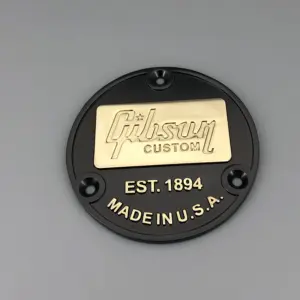 Gibson
CUSTOM
EST. 1894
MADE IN U.S.A.